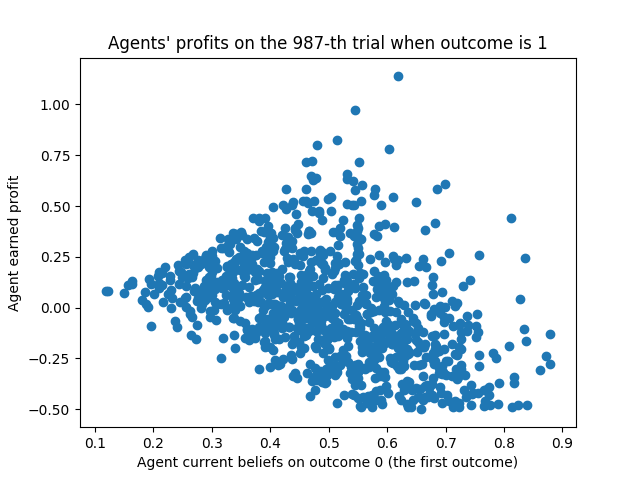 Agents' profits on the 987-th trial when outcome is 1
1.00
0.75
0.50
0.25
0.00
−0.25
−0.50
Agent earned profit
0.1 0.2 0.3 0.4 0.5 0.6 0.7 0.8 0.9
Agent current beliefs on outcome 0 (the first outcome)